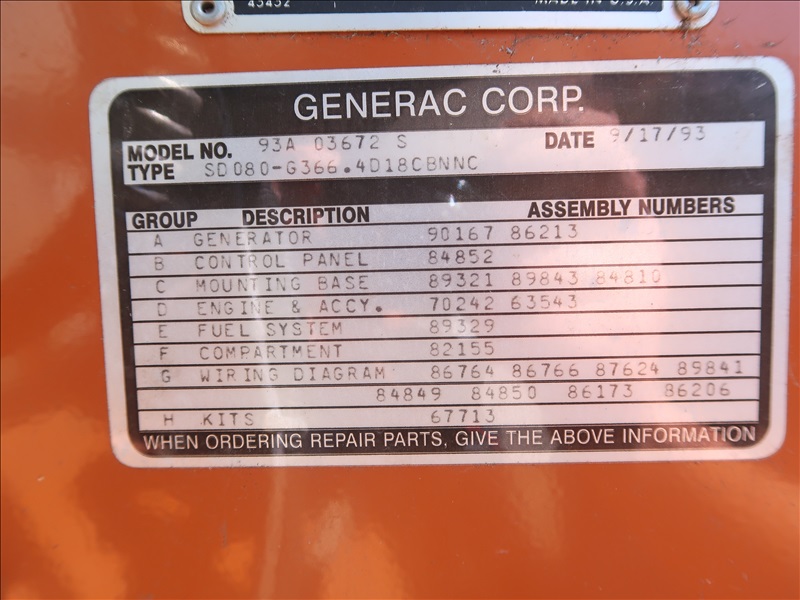 45452 MADE IN U.S.A.
GENERAC CORP.
MODEL NO. 93A 03672 S DATE 9/17/93
TYPE SD080-G366.4D18CBNNC
GROUP DESCRIPTION ASSEMBLY NUMBERS
A GENERATOR 90167 86213
B CONTROL PANEL 84852
C MOUNTING BASE 89321 89843 84810
D ENGINE & ACCY. 70242 63543
E FUEL SYSTEM 89329
F COMPARTMENT 82155
G WIRING DIAGRAM 86764 86766 87624 89841
84849 84850 86173 86206
H KITS 67713
WHEN ORDERING REPAIR PARTS, GIVE THE ABOVE INFORMATION